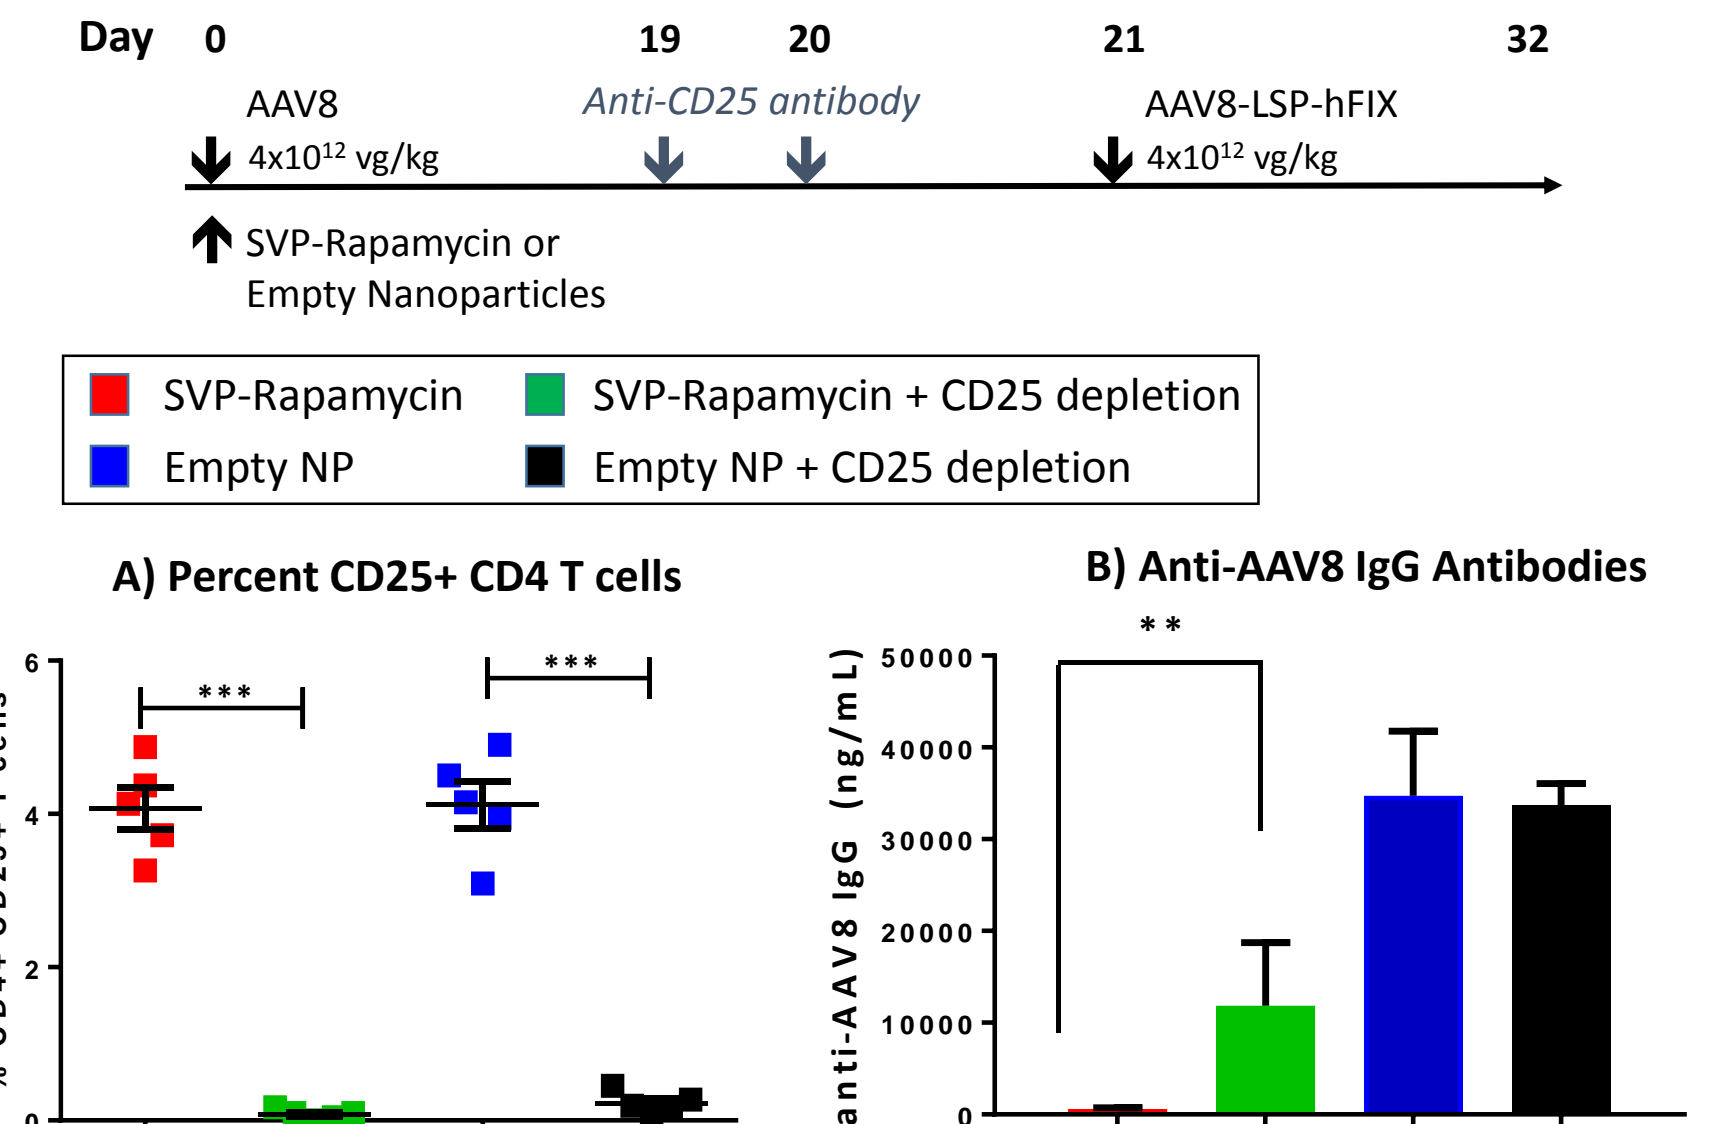 Day 0 19 20 21 32
AAV8 Anti-CD25 antibody AAV8-LSP-hFIX
4x10¹² vg/kg 4x10¹² vg/kg
SVP-Rapamycin or
Empty Nanoparticles
SVP-Rapamycin SVP-Rapamycin + CD25 depletion
Empty NP Empty NP + CD25 depletion
A) Percent CD25+ CD4 T cells
***
***
6
4
2
0
B) Anti-AAV8 IgG Antibodies
**
anti-AAV8 IgG (ng/mL)
50000
40000
30000
20000
10000
0